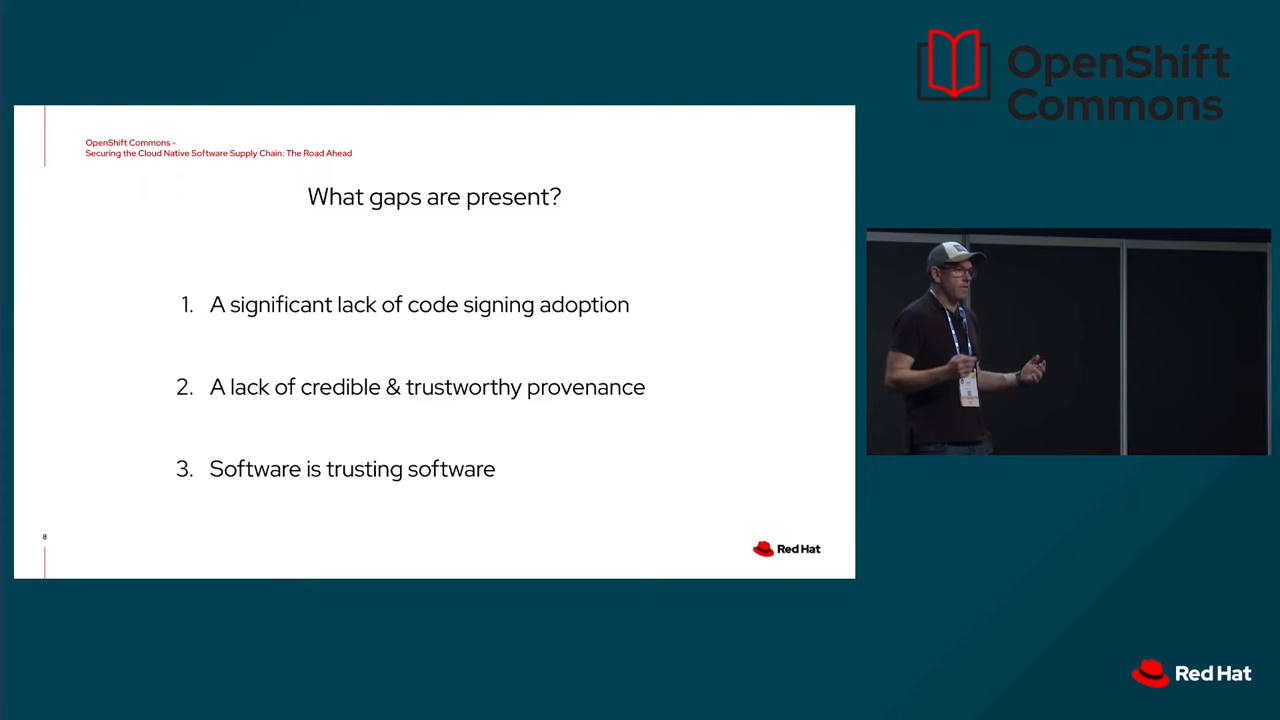 OpenShift
Commons
OpenShift Commons -
Securing the Cloud Native Software Supply Chain: The Road Ahead
What gaps are present?
1. A significant lack of code signing adoption
2. A lack of credible & trustworthy provenance
3. Software is trusting software
8
Red Hat
Red Hat